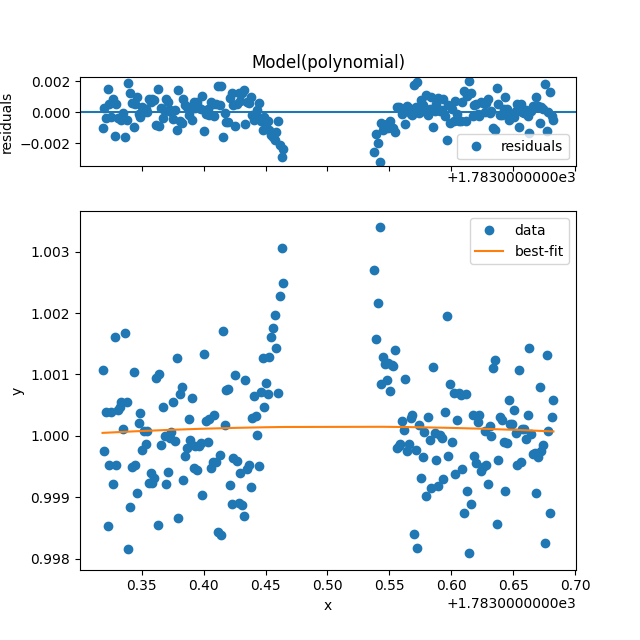 Model(polynomial)
residuals
0.002
0.000
−0.002
residuals
+1.7830000000e3
y
1.003
1.002
1.001
1.000
0.999
0.998
data
best-fit
0.35 0.40 0.45 0.50 0.55 0.60 0.65 0.70
x
+1.7830000000e3